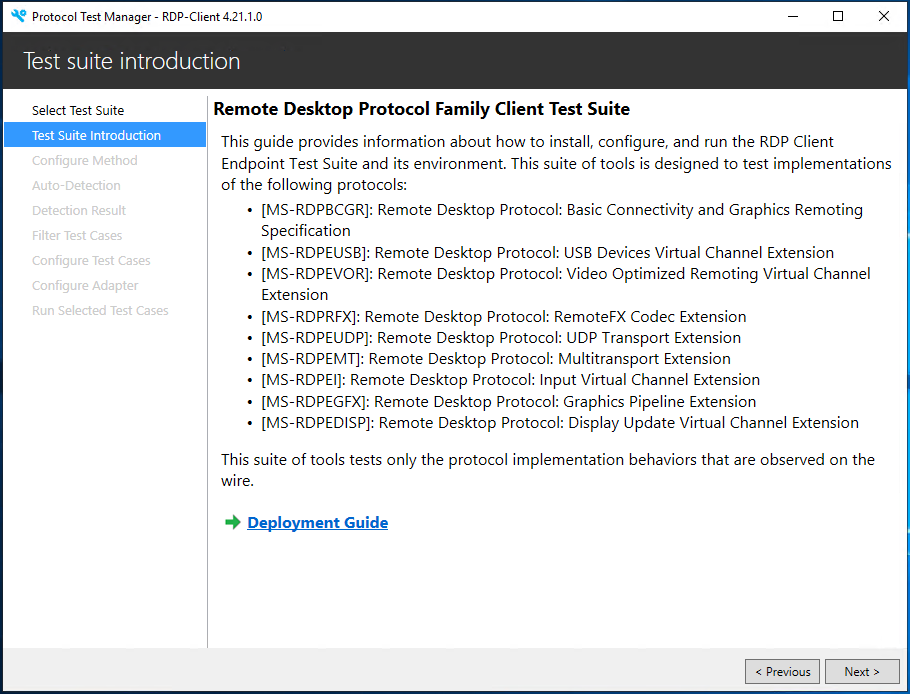 Protocol Test Manager - RDP-Client 4.21.1.0
Test suite introduction
Select Test Suite
Test Suite Introduction
Configure Method
Auto-Detection
Detection Result
Filter Test Cases
Configure Test Cases
Configure Adapter
Run Selected Test Cases
Remote Desktop Protocol Family Client Test Suite
This guide provides information about how to install, configure, and run the RDP Client
Endpoint Test Suite and its environment. This suite of tools is designed to test implementations
of the following protocols:
• [MS-RDPBCGR]: Remote Desktop Protocol: Basic Connectivity and Graphics Remoting
Specification
• [MS-RDPEUSB]: Remote Desktop Protocol: USB Devices Virtual Channel Extension
• [MS-RDPEVOR]: Remote Desktop Protocol: Video Optimized Remoting Virtual Channel
Extension
• [MS-RDPRFX]: Remote Desktop Protocol: RemoteFX Codec Extension
• [MS-RDPEUDP]: Remote Desktop Protocol: UDP Transport Extension
• [MS-RDPEMT]: Remote Desktop Protocol: Multitransport Extension
• [MS-RDPEI]: Remote Desktop Protocol: Input Virtual Channel Extension
• [MS-RDPEGFX]: Remote Desktop Protocol: Graphics Pipeline Extension
• [MS-RDPEDISP]: Remote Desktop Protocol: Display Update Virtual Channel Extension
This suite of tools tests only the protocol implementation behaviors that are observed on the
wire.
Deployment Guide
< Previous
Next >